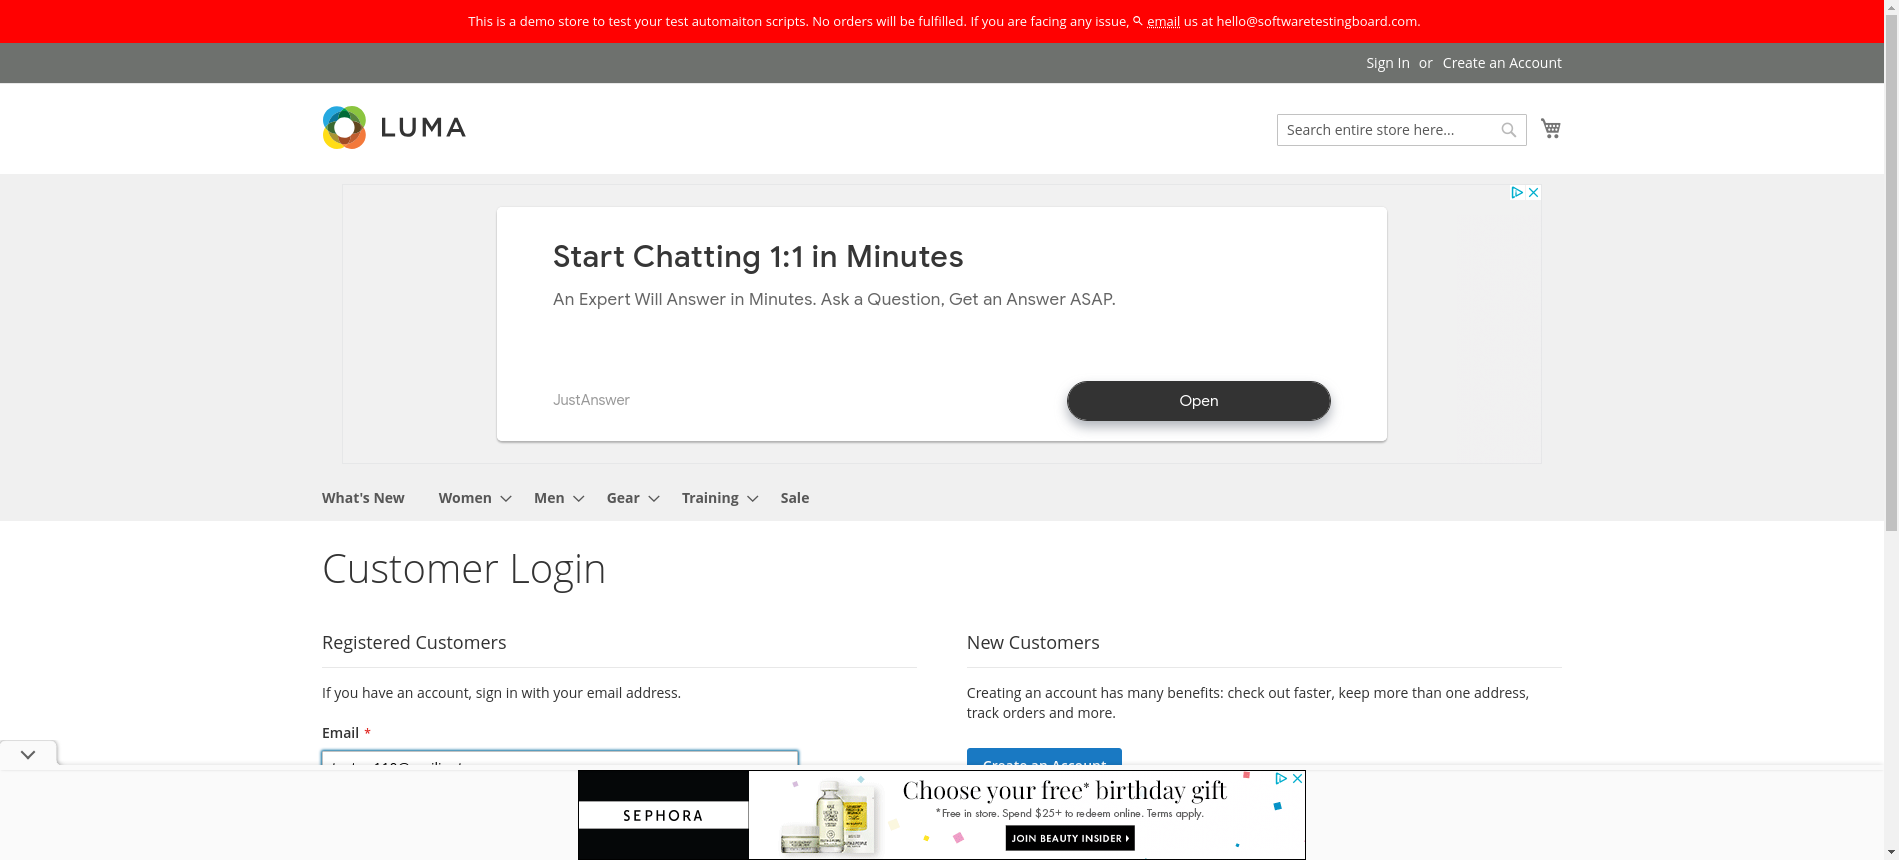 This is a demo store to test your test automaiton scripts. No orders will be fulfilled. If you are facing any issue, email us at hello@softwaretestingboard.com.
Sign In or Create an Account
LUMA
Search entire store here...
Start Chatting 1:1 in Minutes
An Expert Will Answer in Minutes. Ask a Question, Get an Answer ASAP.
JustAnswer
Open
What's New Women Men Gear Training Sale
Customer Login
Registered Customers
If you have an account, sign in with your email address.
Email *
New Customers
Creating an account has many benefits: check out faster, keep more than one address,
track orders and more.
Create an Account
SEPHORA
Choose your free* birthday gift
*Free in store. Spend $25+ to redeem online. Terms apply.
JOIN BEAUTY INSIDER